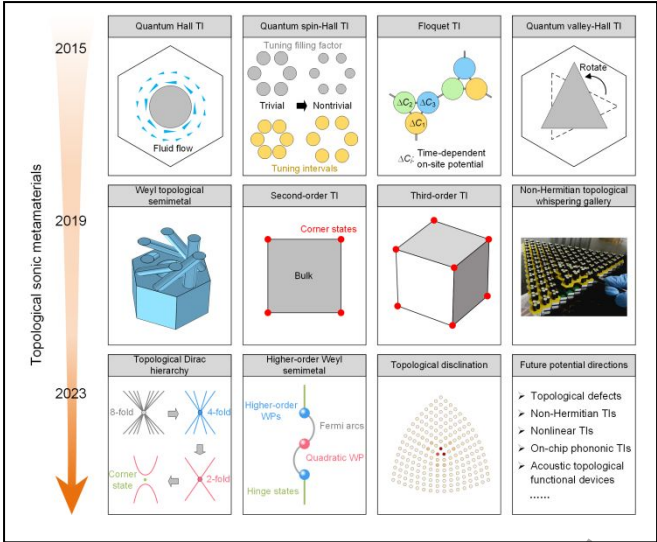 Topological sonic metamaterials
2015
Quantum Hall TI
Fluid flow
Quantum spin-Hall TI
Tuning filling factor
Trivial
Nontrivial
Tuning intervals
Floquet TI
ΔC₂
ΔC₃
ΔC₁
ΔCᵢ: Time-dependent
on-site potential
Quantum valley-Hall TI
Rotate
2019
Weyl topological
semimetal
Second-order TI
Corner states
Bulk
Third-order TI
Non-Hermitian topological
whispering gallery
2023
Topological Dirac
hierarchy
8-fold
4-fold
Corner
state
2-fold
Higher-order Weyl
semimetal
Higher-order
WPs
Fermi arcs
Quadratic WP
Hinge states
Topological disclination
Future potential directions
➤ Topological defects
➤ Non-Hermitian TIs
➤ Nonlinear TIs
➤ On-chip phononic TIs
➤ Acoustic topological
functional devices
......